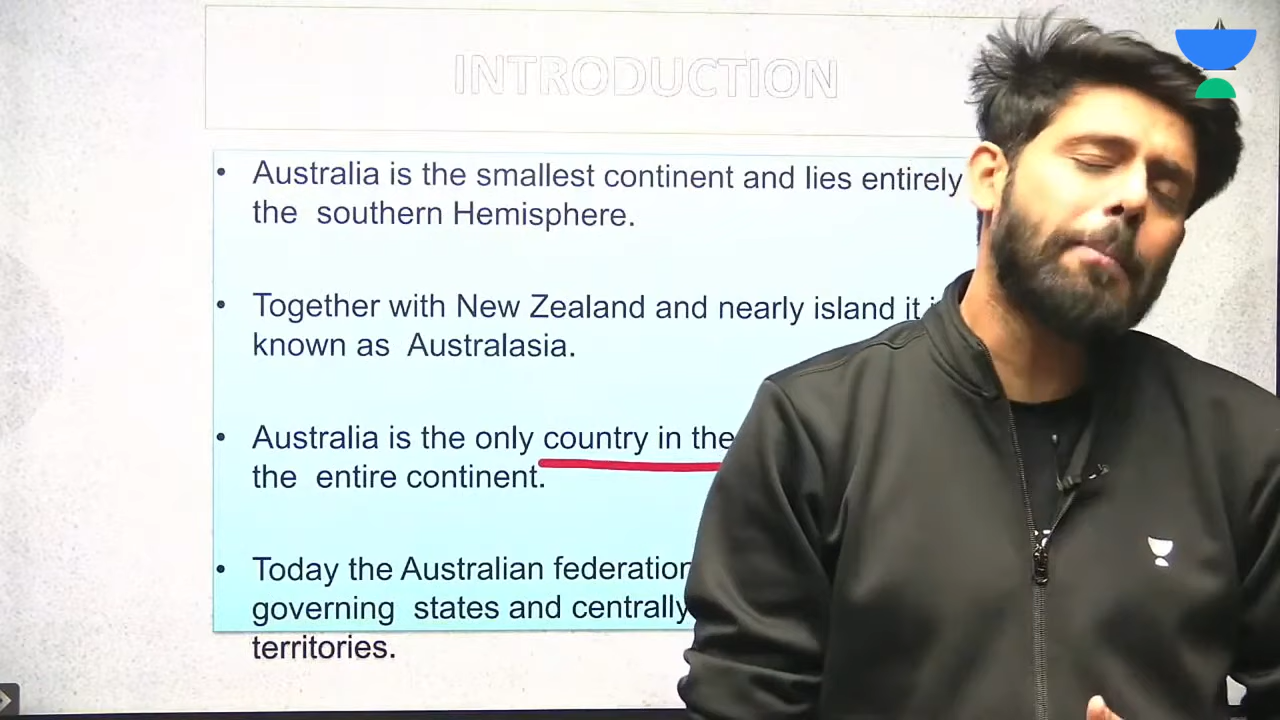 INTRODUCTION
• Australia is the smallest continent and lies entirely
the southern Hemisphere.
• Together with New Zealand and nearly island it
known as Australasia.
• Australia is the only country in the
the entire continent.
• Today the Australian federation
governing states and centrally
territories.